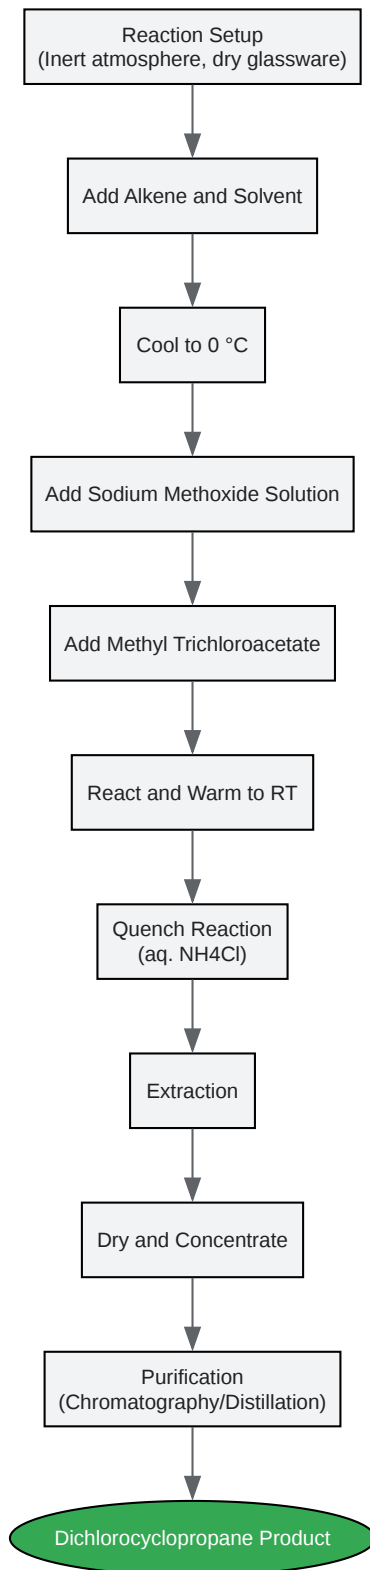 Reaction Setup
(Inert atmosphere, dry glassware)
Add Alkene and Solvent
Cool to 0 °C
Add Sodium Methoxide Solution
Add Methyl Trichloroacetate
React and Warm to RT
Quench Reaction
(aq. NH4Cl)
Extraction
Dry and Concentrate
Purification
(Chromatography/Distillation)
Dichlorocyclopropane Product